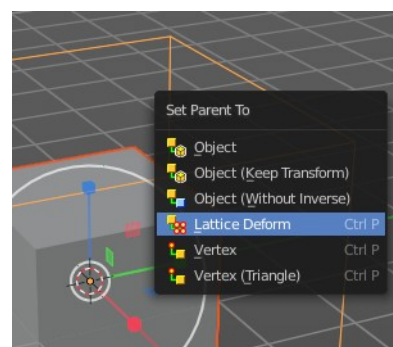 Set Parent To
Object
Object (Keep Transform)
Object (Without Inverse)
Lattice Deform Ctrl P
Vertex Ctrl P
Vertex (Triangle) Ctrl P